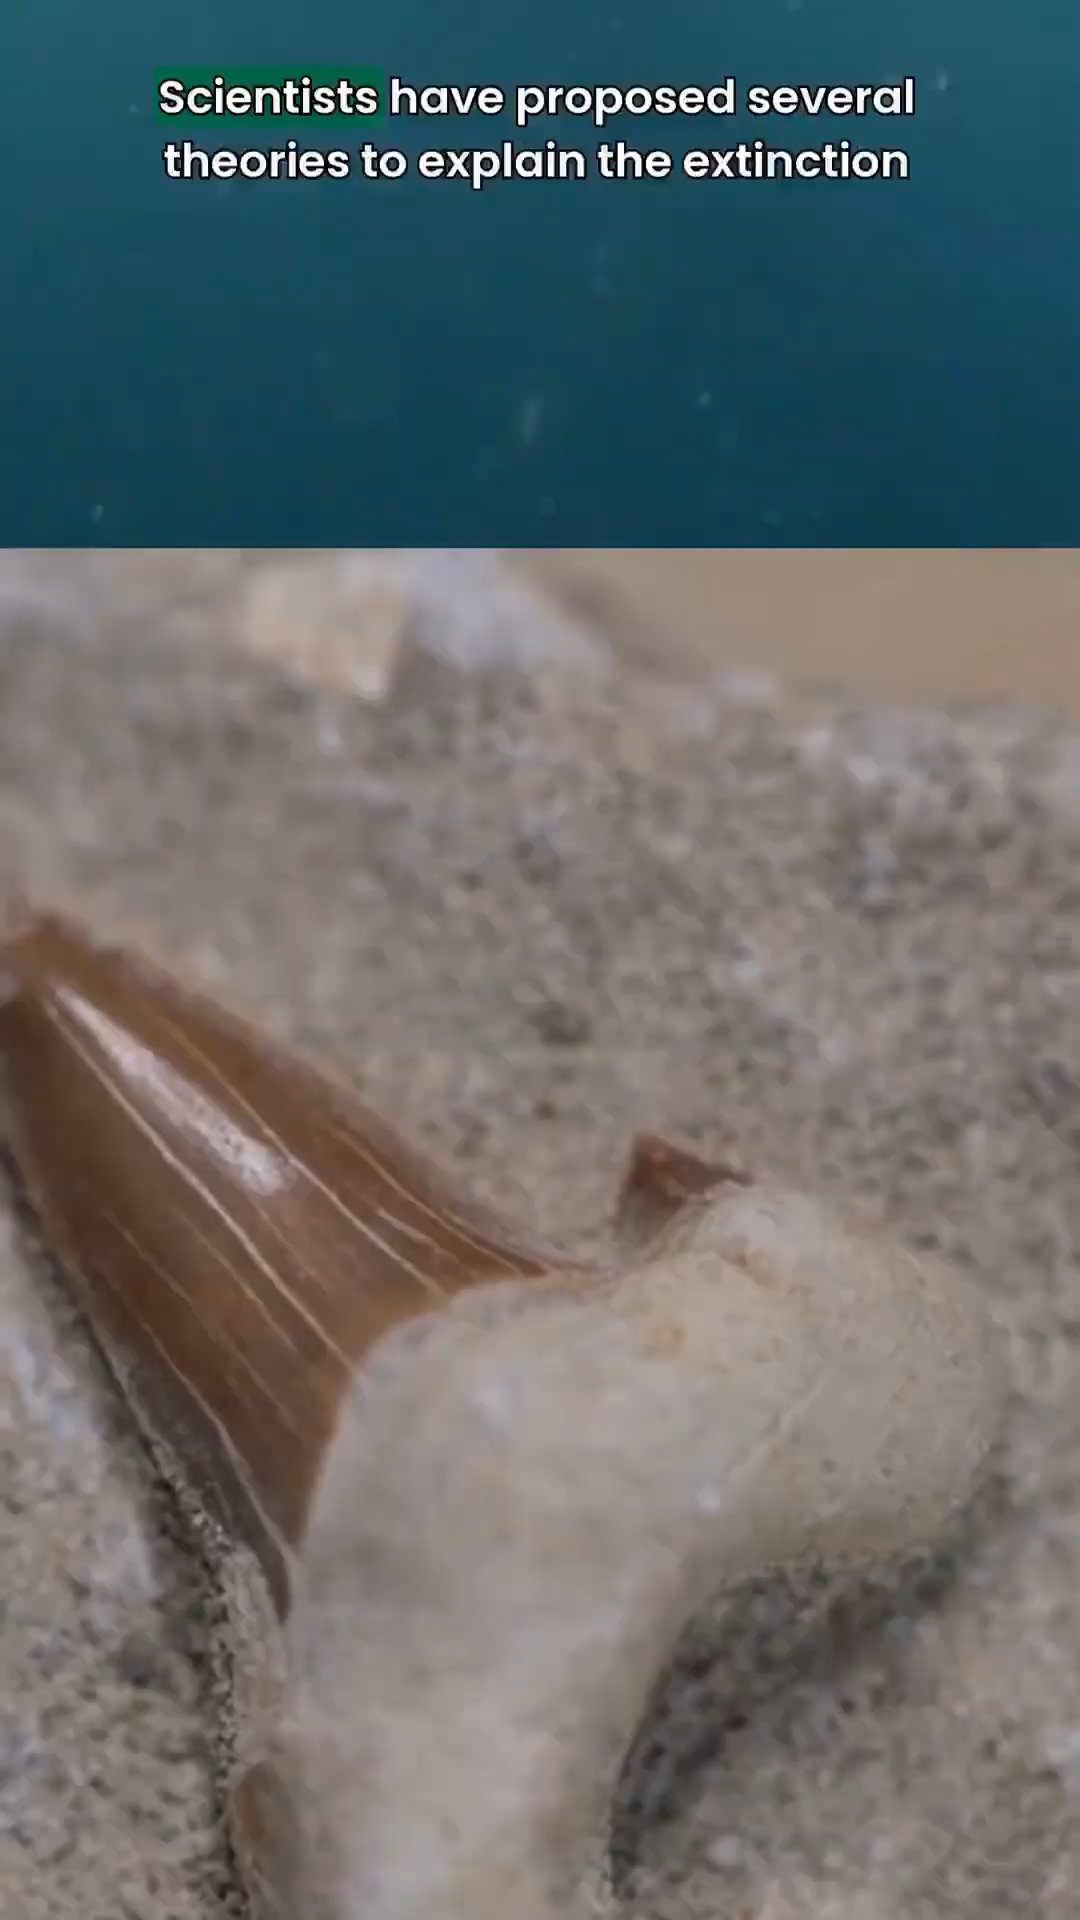 Scientists have proposed several
theories to explain the extinction